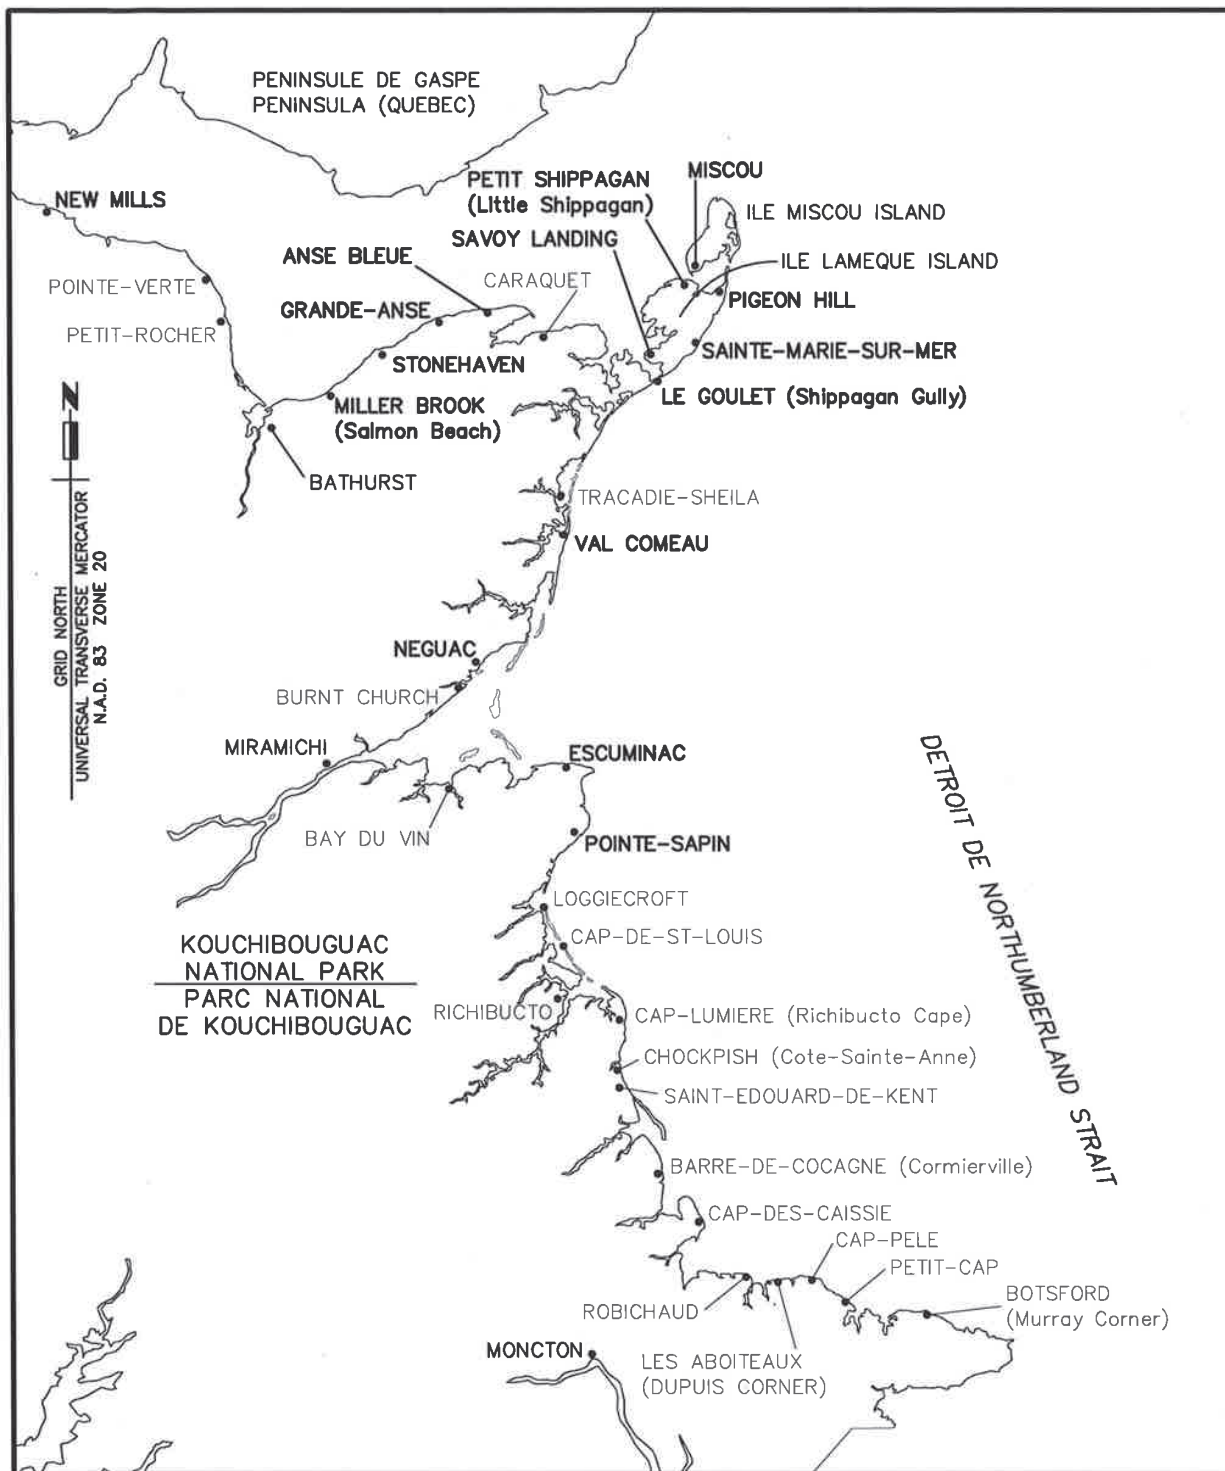 PENINSULE DE GASPE
PENINSULA (QUEBEC)
NEW MILLS
PETIT SHIPPAGAN
(Little Shippagan)
MISCOU
ILE MISCOU ISLAND
SAVOY LANDING
ANSE BLEUE
CARAQUET
ILE LAMEQUE ISLAND
POINTE-VERTE
GRANDE-ANSE
PIGEON HILL
PETIT-ROCHER
STONEHAVEN
SAINTE-MARIE-SUR-MER
LE GOULET (Shippagan Gully)
MILLER BROOK
(Salmon Beach)
BATHURST
N
GRID NORTH
UNIVERSAL TRANSVERSE MERCATOR
N.A.D. 83 ZONE 20
TRACADIE-SHEILA
VAL COMEAU
NEGUAC
BURNT CHURCH
MIRAMICHI
ESCUMINAC
BAY DU VIN
POINTE-SAPIN
DETROIT DE NORTHUMBERLAND STRAIT
LOGGIECROFT
CAP-DE-ST-LOUIS
KOUCHIBOUGUAC
NATIONAL PARK
PARC NATIONAL
DE KOUCHIBOUGUAC
RICHIBUCTO
CAP-LUMIERE (Richibucto Cape)
CHOCKPISH (Cote-Sainte-Anne)
SAINT-EDOUARD-DE-KENT
BARRE-DE-COCAGNE (Cormierville)
CAP-DES-CAISSIE
CAP-PELE
PETIT-CAP
ROBICHAUD
BOTSFORD
(Murray Corner)
MONCTON
LES ABOITEAUX
(DUPUIS CORNER)